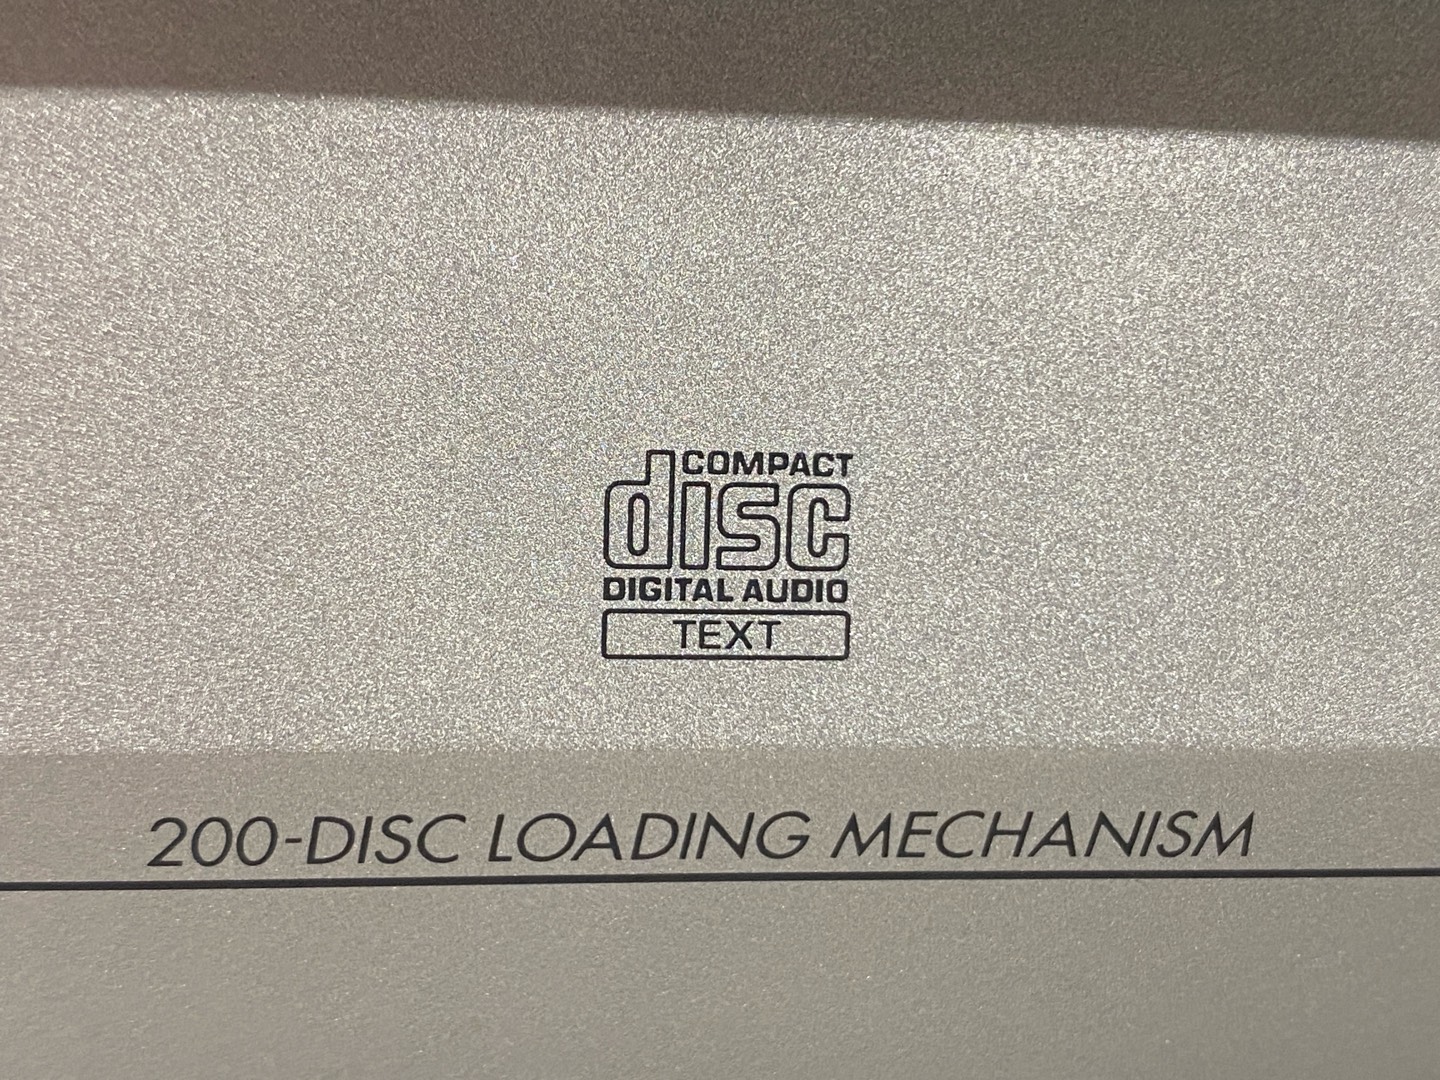 COMPACT
disc
DIGITAL AUDIO
TEXT
200-DISC LOADING MECHANISM